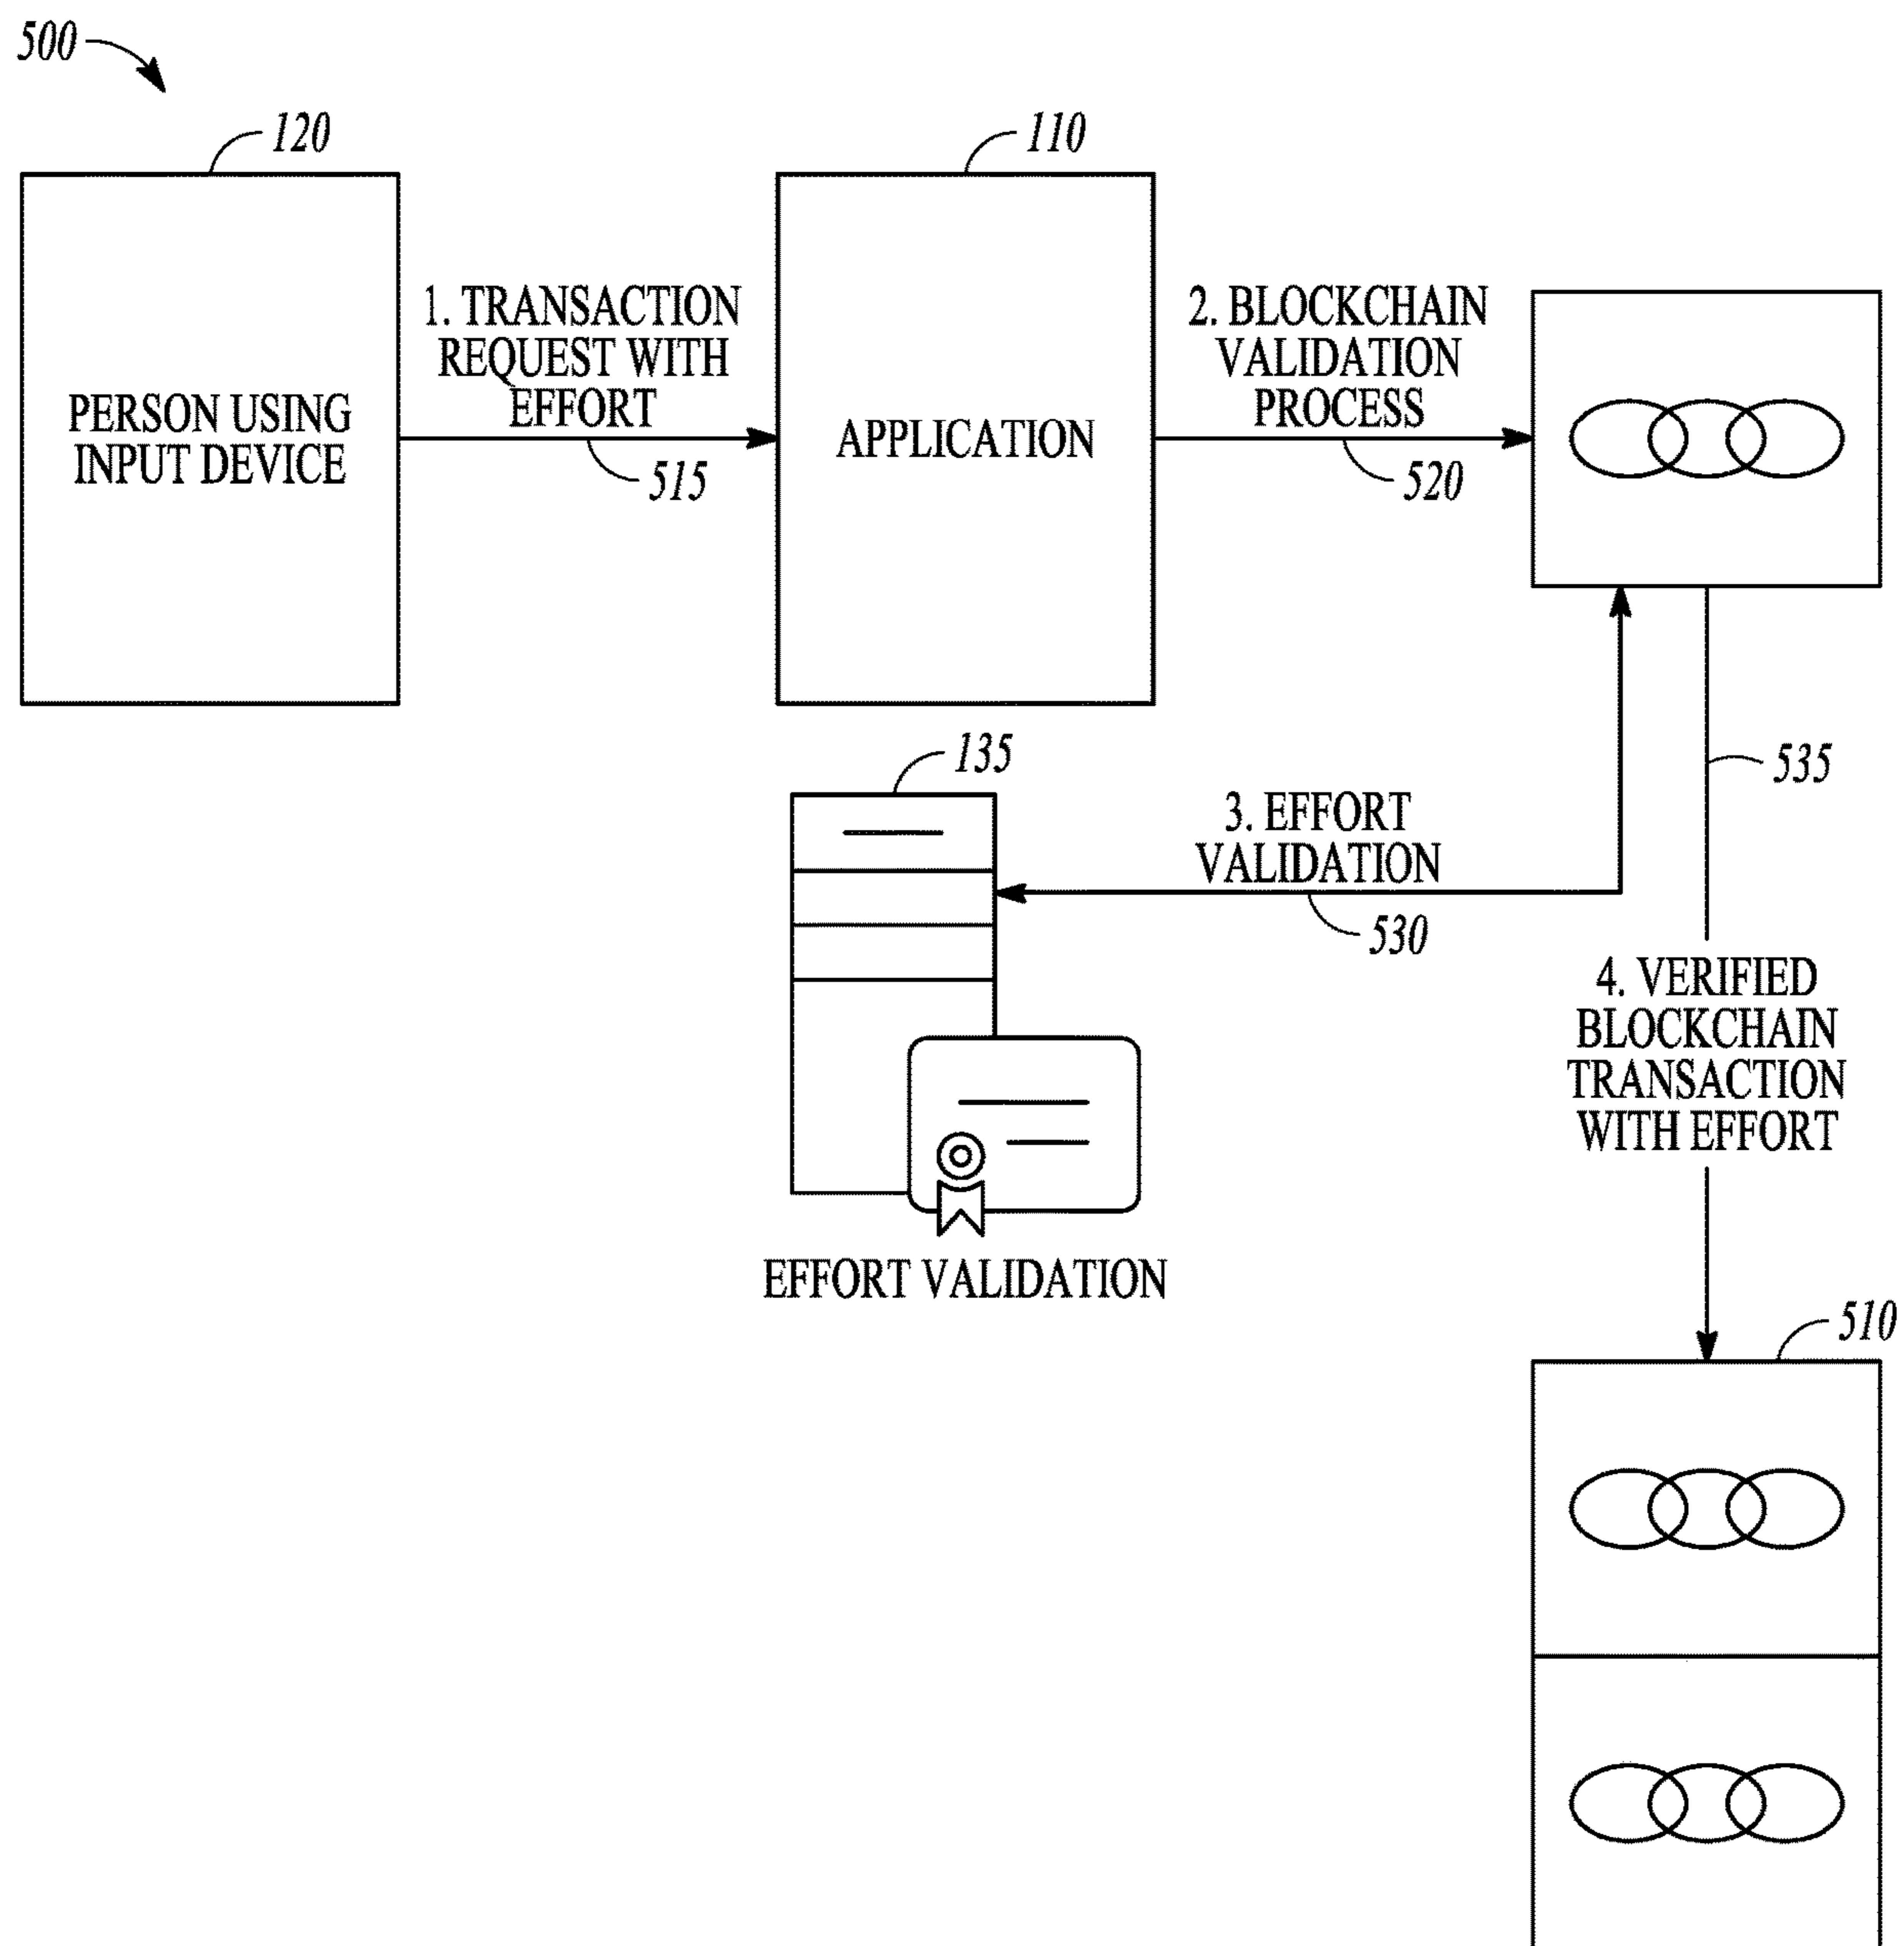 500
120
110
PERSON USING
INPUT DEVICE
1. TRANSACTION
REQUEST WITH
EFFORT
515
APPLICATION
2. BLOCKCHAIN
VALIDATION
PROCESS
520
135
3. EFFORT
VALIDATION
530
535
EFFORT VALIDATION
4. VERIFIED
BLOCKCHAIN
TRANSACTION
WITH EFFORT
510